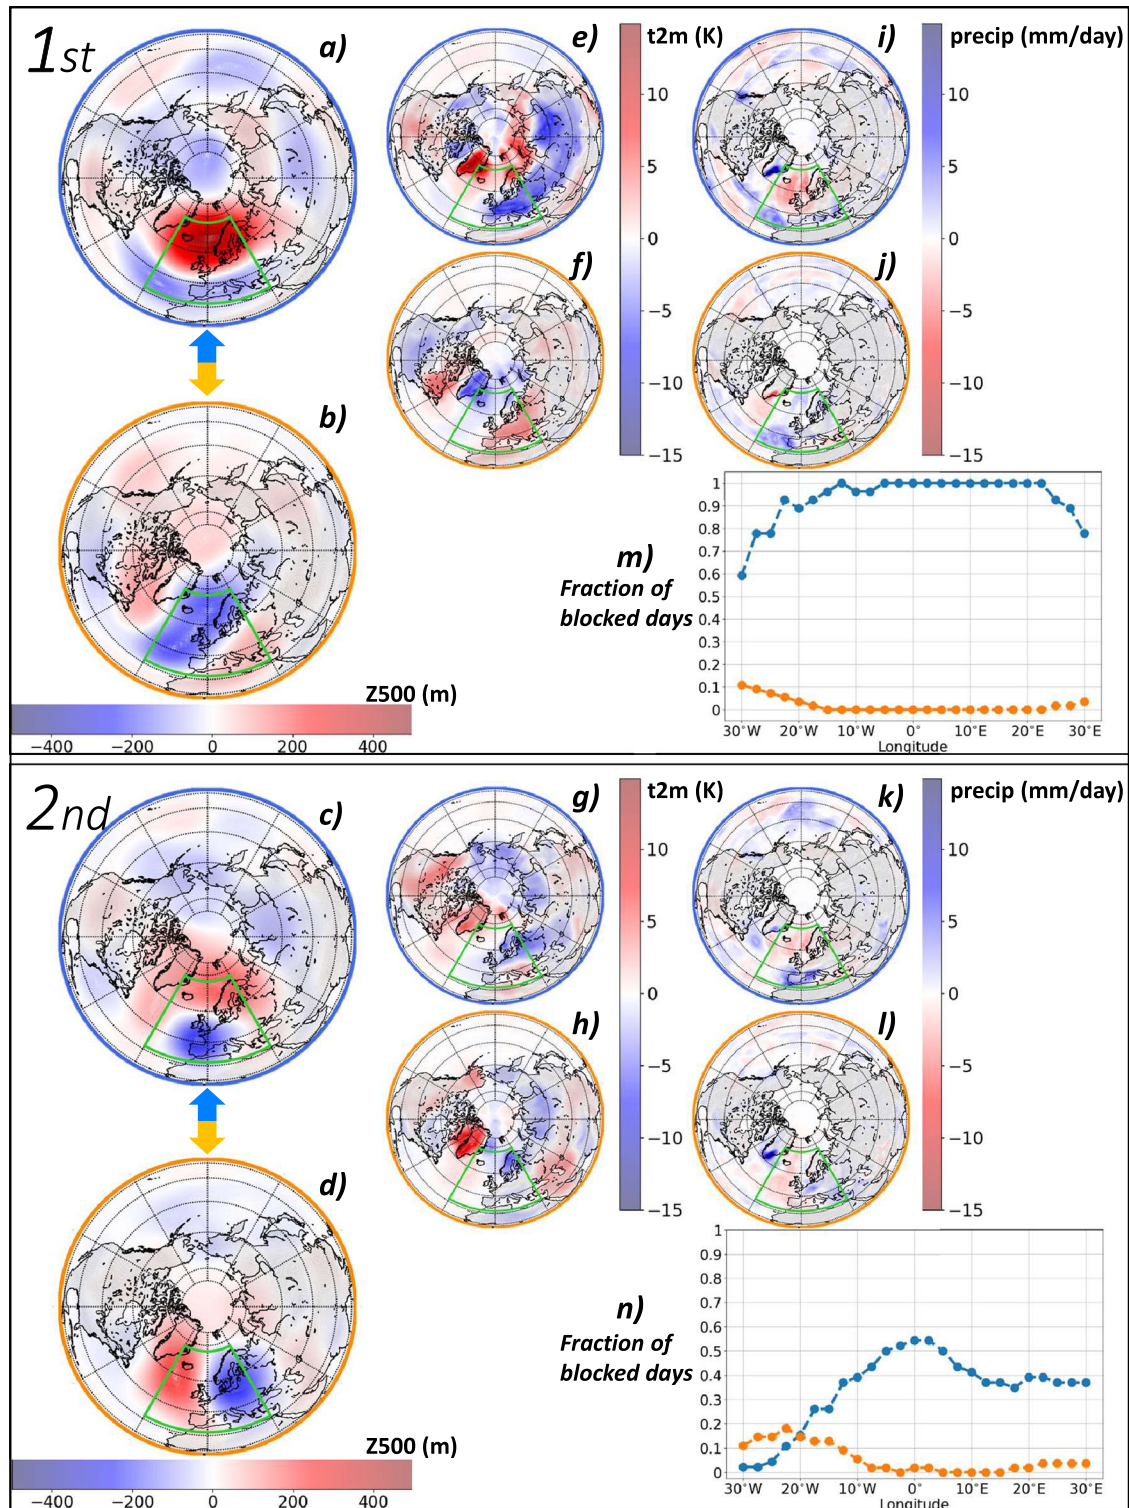 1st
a)
e)
t2m (K)
i)
precip (mm/day)
10
5
0
−5
−10
−15
10
5
0
−5
−10
−15
f)
j)
b)
m)
Fraction of
blocked days
1
0.9
0.8
0.7
0.6
0.5
0.4
0.3
0.2
0.1
0
30°W
20°W
10°W
0°
10°E
20°E
30°E
Longitude
Z500 (m)
−400
−200
0
200
400
2nd
c)
g)
t2m (K)
k)
precip (mm/day)
10
5
0
−5
−10
−15
10
5
0
−5
−10
−15
h)
l)
d)
n)
Fraction of
blocked days
1
0.9
0.8
0.7
0.6
0.5
0.4
0.3
0.2
0.1
0
30°W
20°W
10°W
0°
10°E
20°E
30°E
Longitude
Z500 (m)
−400
−200
0
200
400